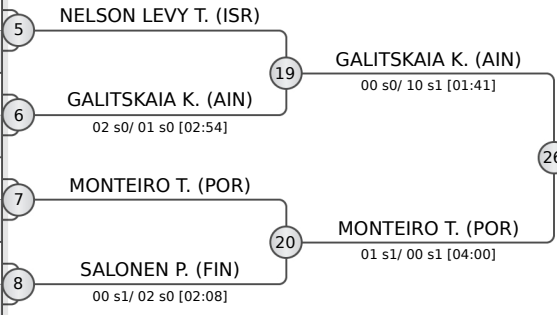 NELSON LEVY T. (ISR)
5
GALITSKAIA K. (AIN)
19
00 s0/ 10 s1 [01:41]
GALITSKAIA K. (AIN)
6
02 s0/ 01 s0 [02:54]
26
MONTEIRO T. (POR)
7
MONTEIRO T. (POR)
20
01 s1/ 00 s1 [04:00]
SALONEN P. (FIN)
8
00 s1/ 02 s0 [02:08]